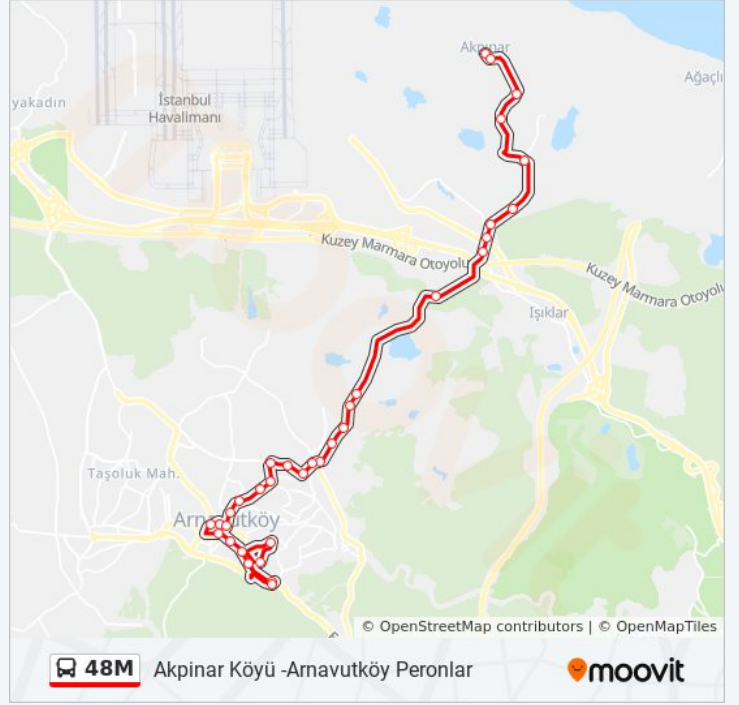 Akpınar
Ağaçlı
yakadın
İstanbul
Havalimanı
Kuzey Marmara Otoyolu
Kuzey Marmara Otoyolu
Işıklar
Taşoluk Mah.
Arnavutköy
© OpenStreetMap contributors | © OpenMapTiles
48M Akpinar Köyü -Arnavutköy Peronlar
moovit